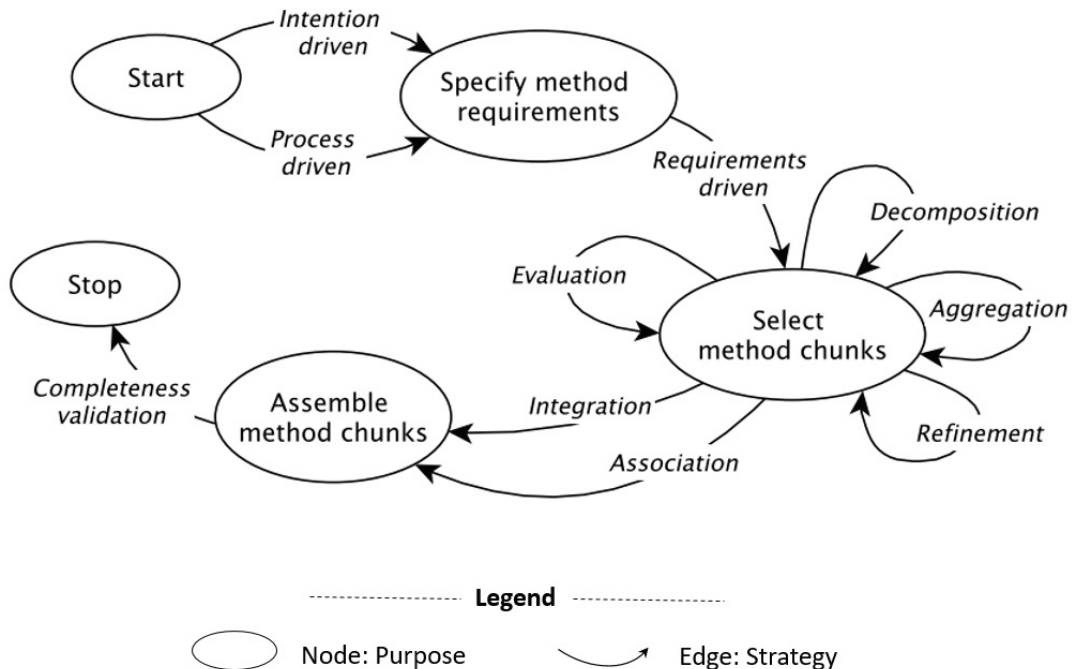 Intention
driven
Start
Specify method
requirements
Process
driven
Requirements
driven
Decomposition
Evaluation
Stop
Aggregation
Select
method chunks
Completeness
validation
Assemble
method chunks
Integration
Refinement
Association
Legend
Node: Purpose
Edge: Strategy